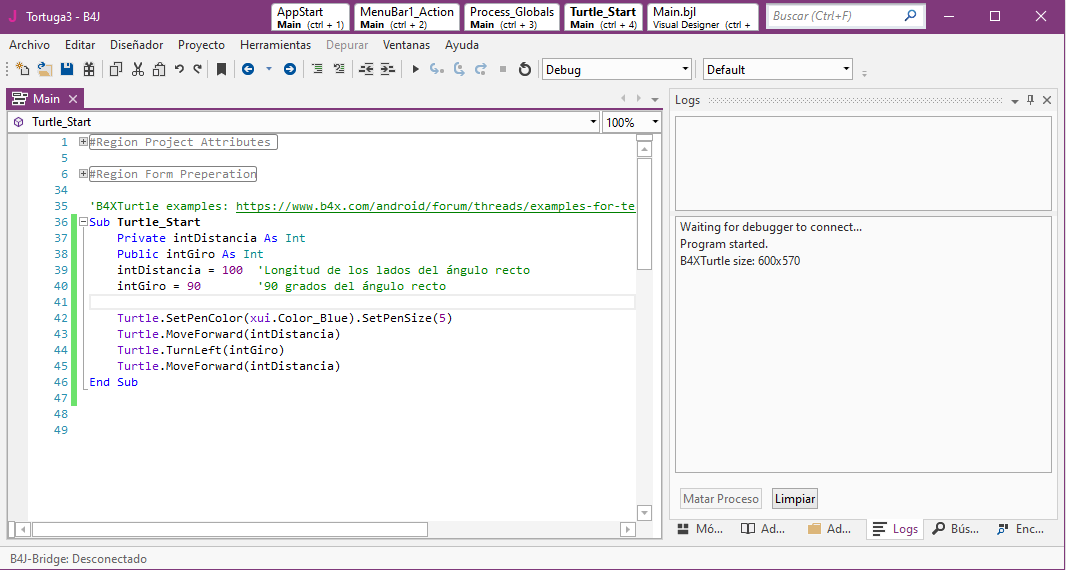 Tortuga3 - B4J
AppStart
Main (ctrl + 1)
MenuBar1_Action
Main (ctrl + 2)
Process_Globals
Main (ctrl + 3)
Turtle_Start
Main (ctrl + 4)
Main.bjl
Visual Designer (ctrl +
Buscar (Ctrl+F)
Archivo Editar Diseñador Proyecto Herramientas Depurar Ventanas Ayuda
Debug
Default
Main
Turtle_Start
100%
1 #Region Project Attributes
5
6 #Region Form Preperation
34
35 'B4XTurtle examples: https://www.b4x.com/android/forum/threads/examples-for-te
36 Sub Turtle_Start
37 Private intDistancia As Int
38 Public intGiro As Int
39 intDistancia = 100 'Longitud de los lados del ángulo recto
40 intGiro = 90 '90 grados del ángulo recto
41
42 Turtle.SetPenColor(xui.Color_Blue).SetPenSize(5)
43 Turtle.MoveForward(intDistancia)
44 Turtle.TurnLeft(intGiro)
45 Turtle.MoveForward(intDistancia)
46 End Sub
47
48
49
Logs
Waiting for debugger to connect...
Program started.
B4XTurtle size: 600x570
Matar Proceso Limpiar
Mó... Ad... Ad... Logs Bús... Enc...
B4J-Bridge: Desconectado